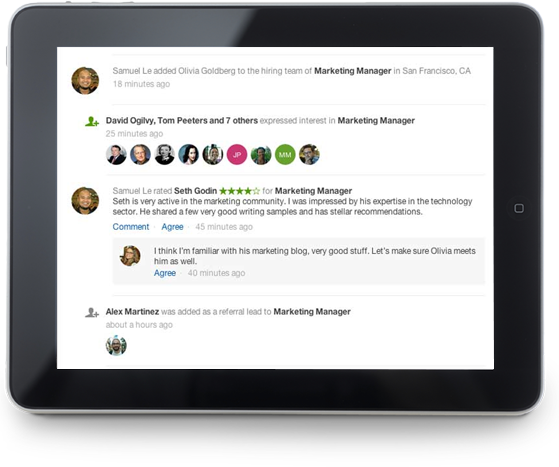 Samuel Le added Olivia Goldberg to the hiring team of Marketing Manager in San Francisco, CA
18 minutes ago
David Ogilvy, Tom Peeters and 7 others expressed interest in Marketing Manager
25 minutes ago
JP MM
Samuel Le rated Seth Godin ★★★★☆ for Marketing Manager
Seth is very active in the marketing community. I was impressed by his expertise in the technology
sector. He shared a few very good writing samples and has stellar recommendations.
Comment · Agree · 45 minutes ago
I think I'm familiar with his marketing blog, very good stuff. Let's make sure Olivia meets
him as well.
Agree · 40 minutes ago
Alex Martinez was added as a referral lead to Marketing Manager
about a hours ago